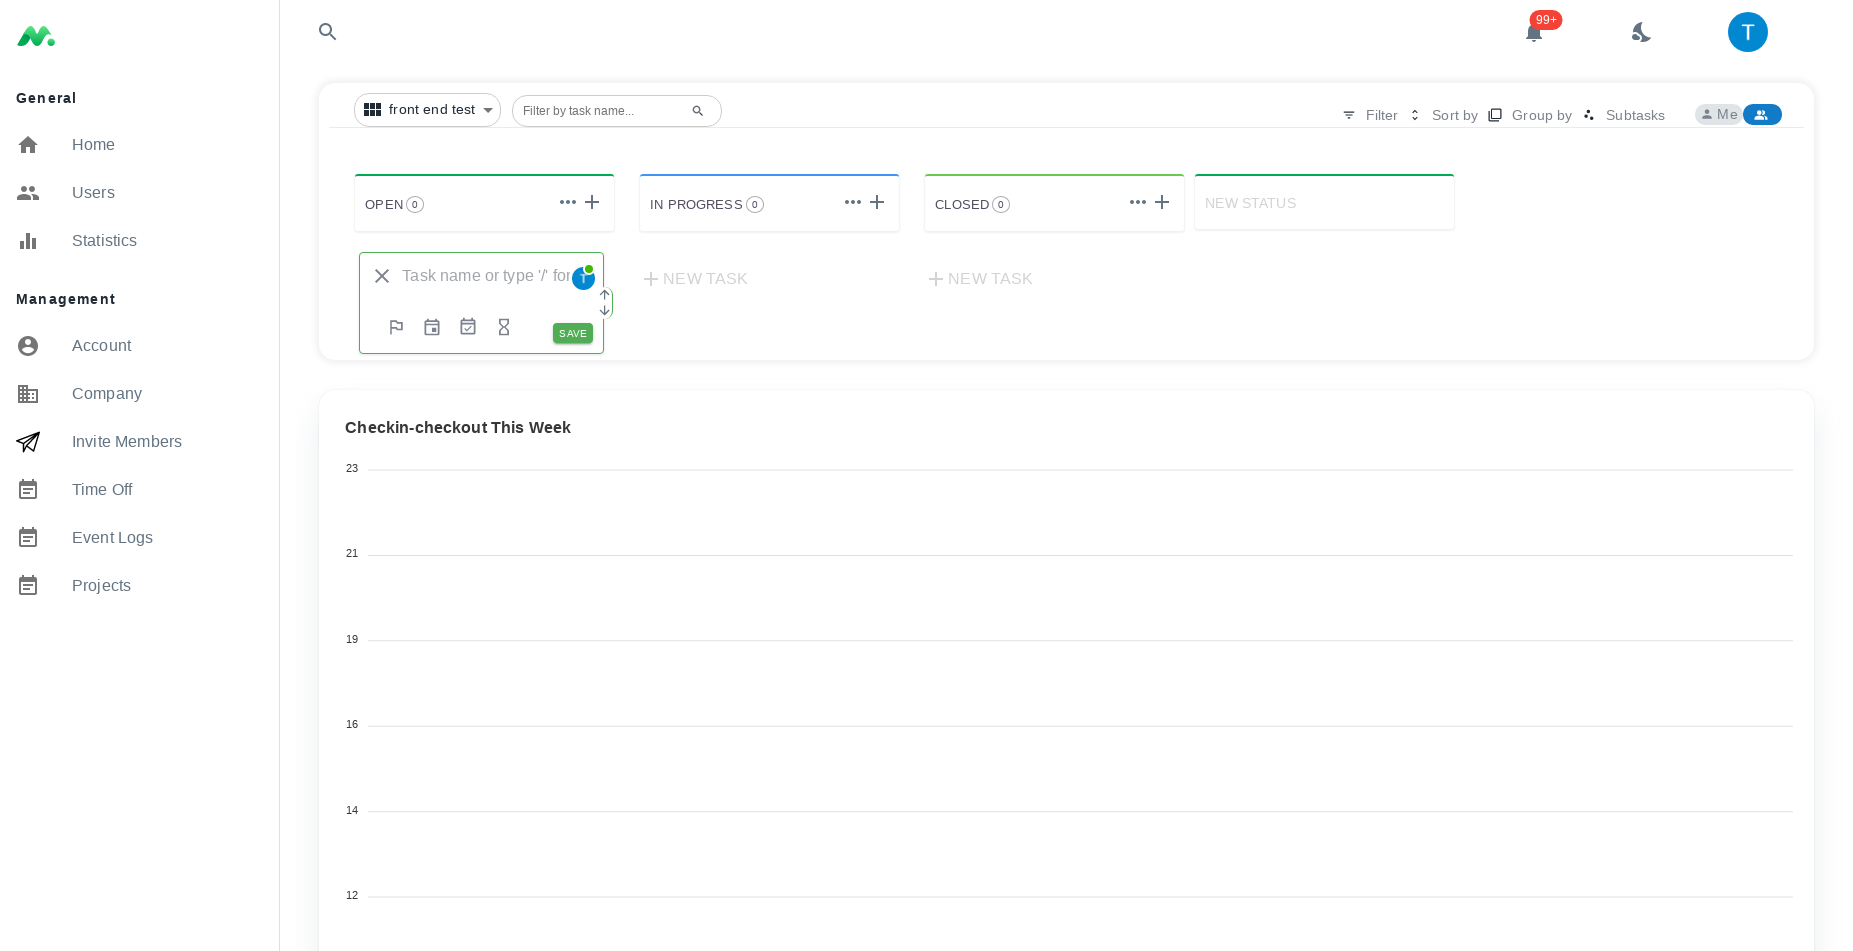 99+
T
General
Home
Users
Statistics
Management
Account
Company
Invite Members
Time Off
Event Logs
Projects
front end test
Filter by task name...
Filter
Sort by
Group by
Subtasks
Me
OPEN 0
IN PROGRESS 0
CLOSED 0
NEW STATUS
Task name or type '/' for
T
SAVE
NEW TASK
NEW TASK
Checkin-checkout This Week
23
21
19
16
14
12